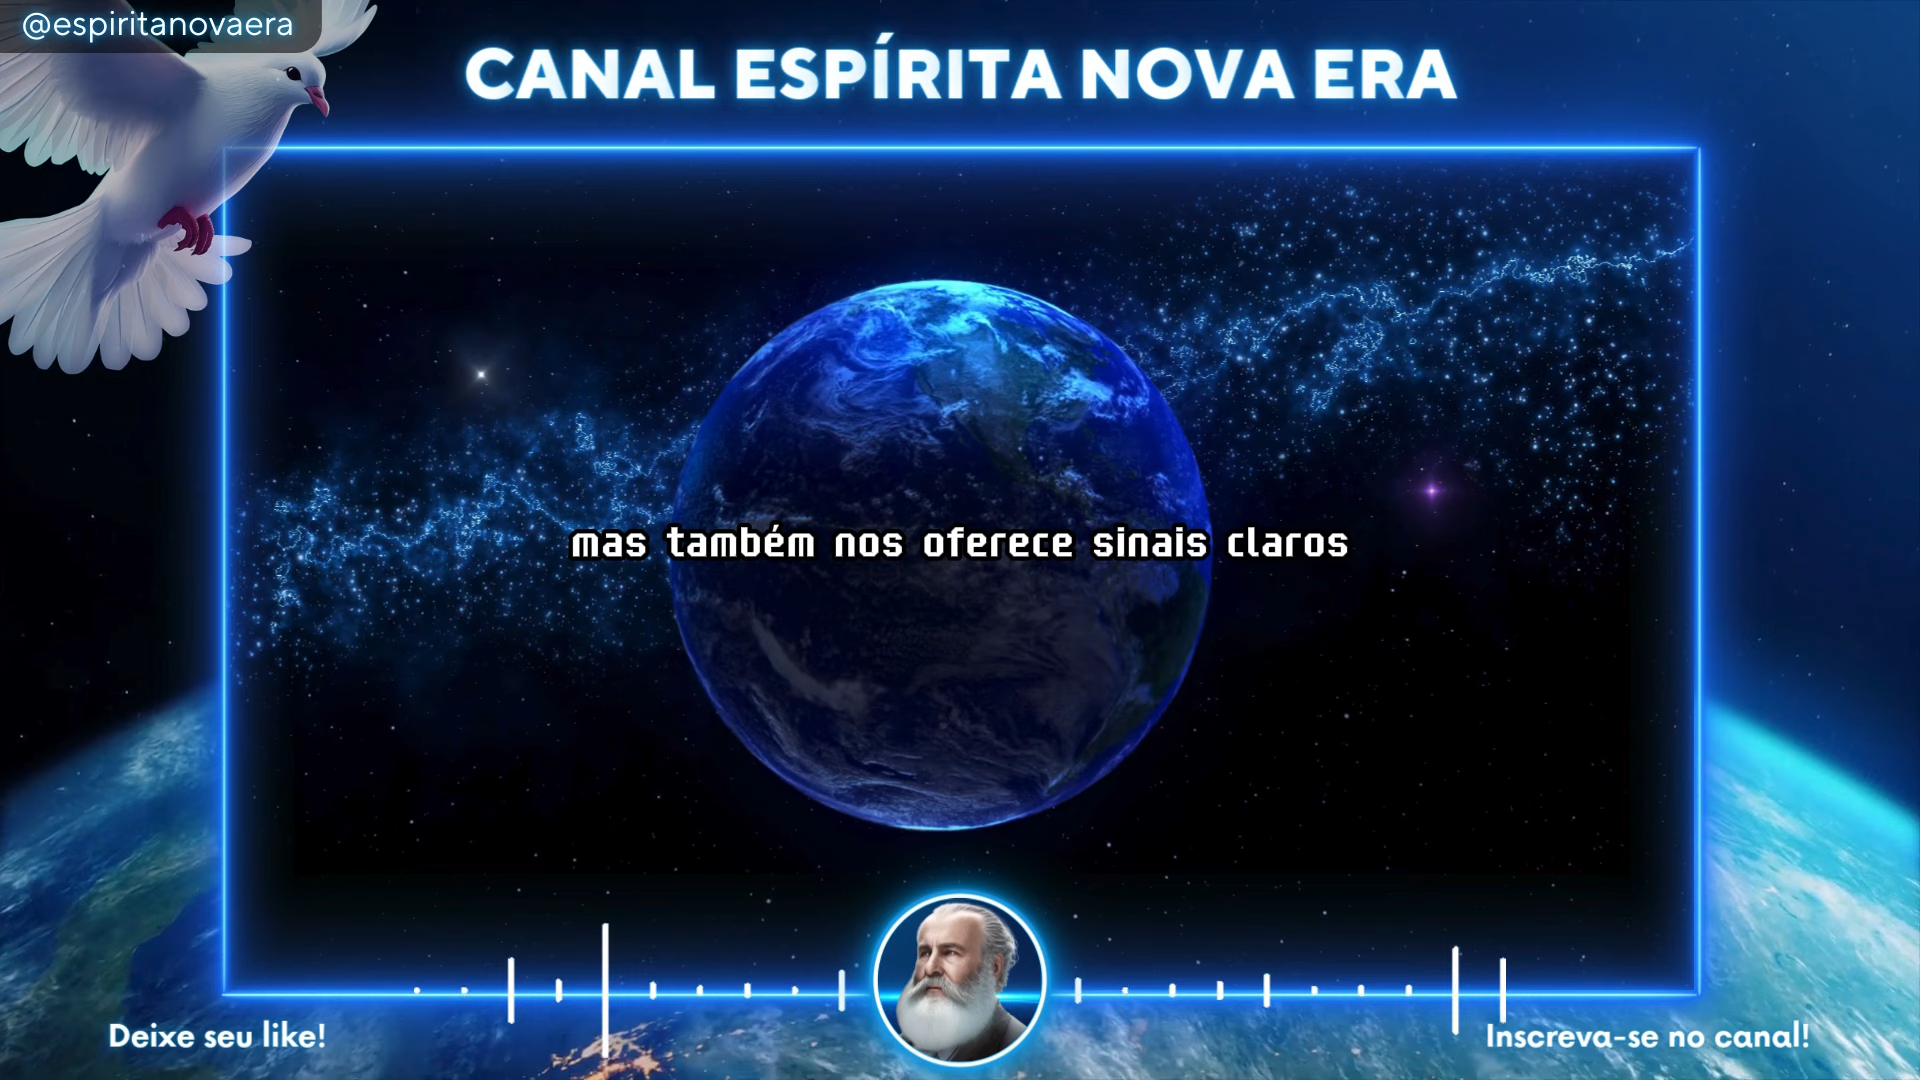 @espiritanovaera
CANAL ESPÍRITA NOVA ERA
mas também nos oferece sinais claros
Deixe seu like!
Inscreva-se no canal!